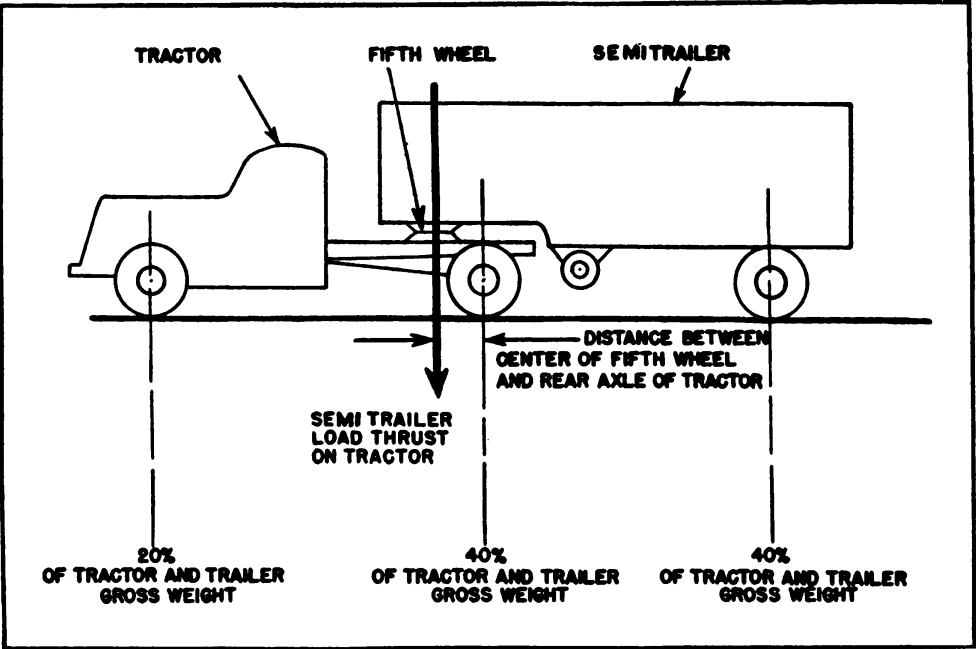 TRACTOR
FIFTH WHEEL
SEMITRAILER
DISTANCE BETWEEN
CENTER OF FIFTH WHEEL
AND REAR AXLE OF TRACTOR
SEMI TRAILER
LOAD THRUST
ON TRACTOR
20%
OF TRACTOR AND TRAILER
GROSS WEIGHT
40%
OF TRACTOR AND TRAILER
GROSS WEIGHT
40%
OF TRACTOR AND TRAILER
GROSS WEIGHT